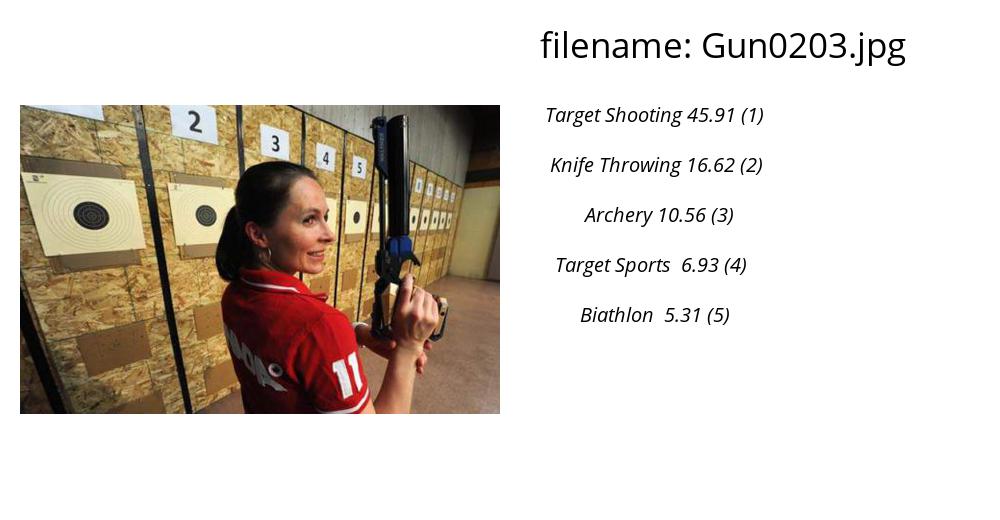 filename: Gun0203.jpg
Target Shooting 45.91 (1)
Knife Throwing 16.62 (2)
Archery 10.56 (3)
Target Sports 6.93 (4)
Biathlon 5.31 (5)
2
3
4
5
11